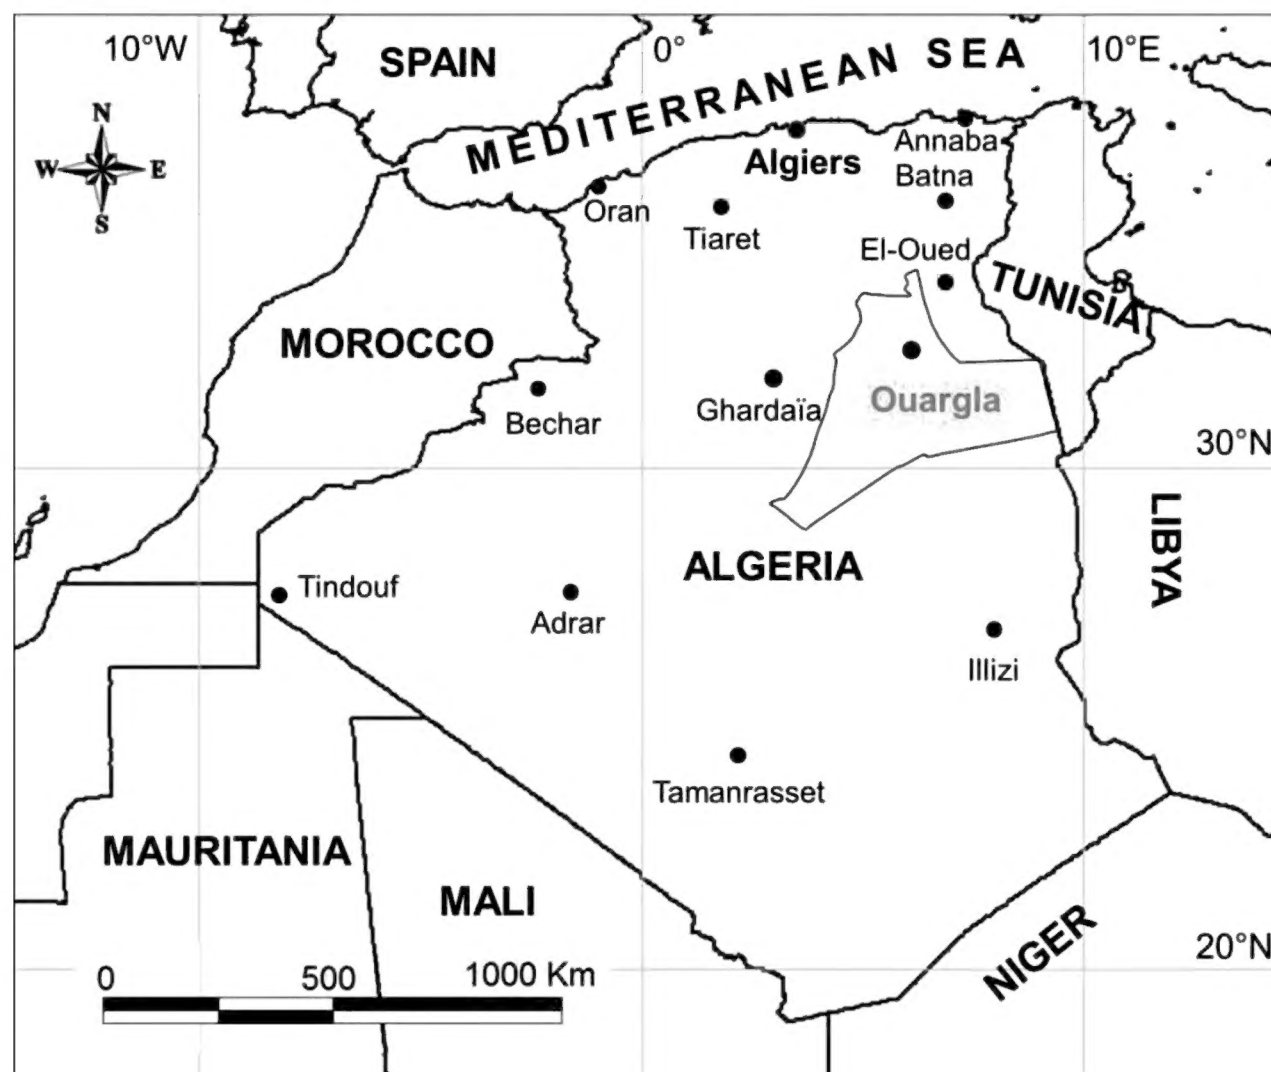 10°W
0°
10°E
SPAIN
MEDITERRANEAN SEA
N
W
E
S
Algiers
Annaba
Batna
Oran
Tiaret
El-Oued
TUNISIA
MOROCCO
Bechar
Ghardaïa
Ouargla
30°N
LIBYA
ALGERIA
Tindouf
Adrar
Illizi
Tamanrasset
MAURITANIA
MALI
NIGER
20°N
0 500 1000 Km